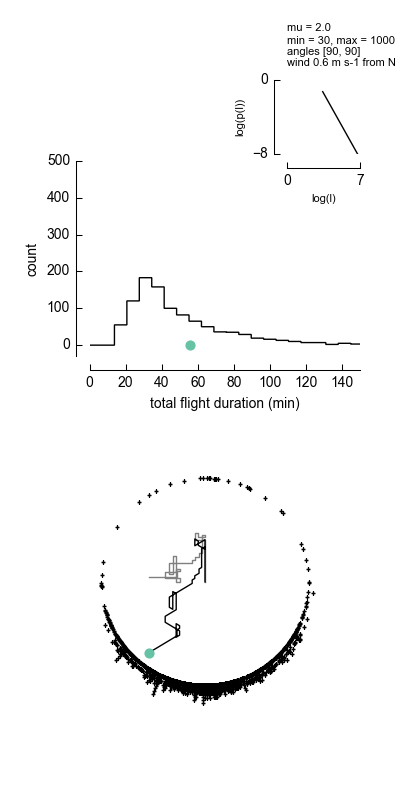 mu = 2.0
min = 30, max = 1000
angles [90, 90]
wind 0.6 m s-1 from N
0
−8
log(p(l))
0 7
log(l)
500
400
300
200
100
0
count
0 20 40 60 80 100 120 140
total flight duration (min)